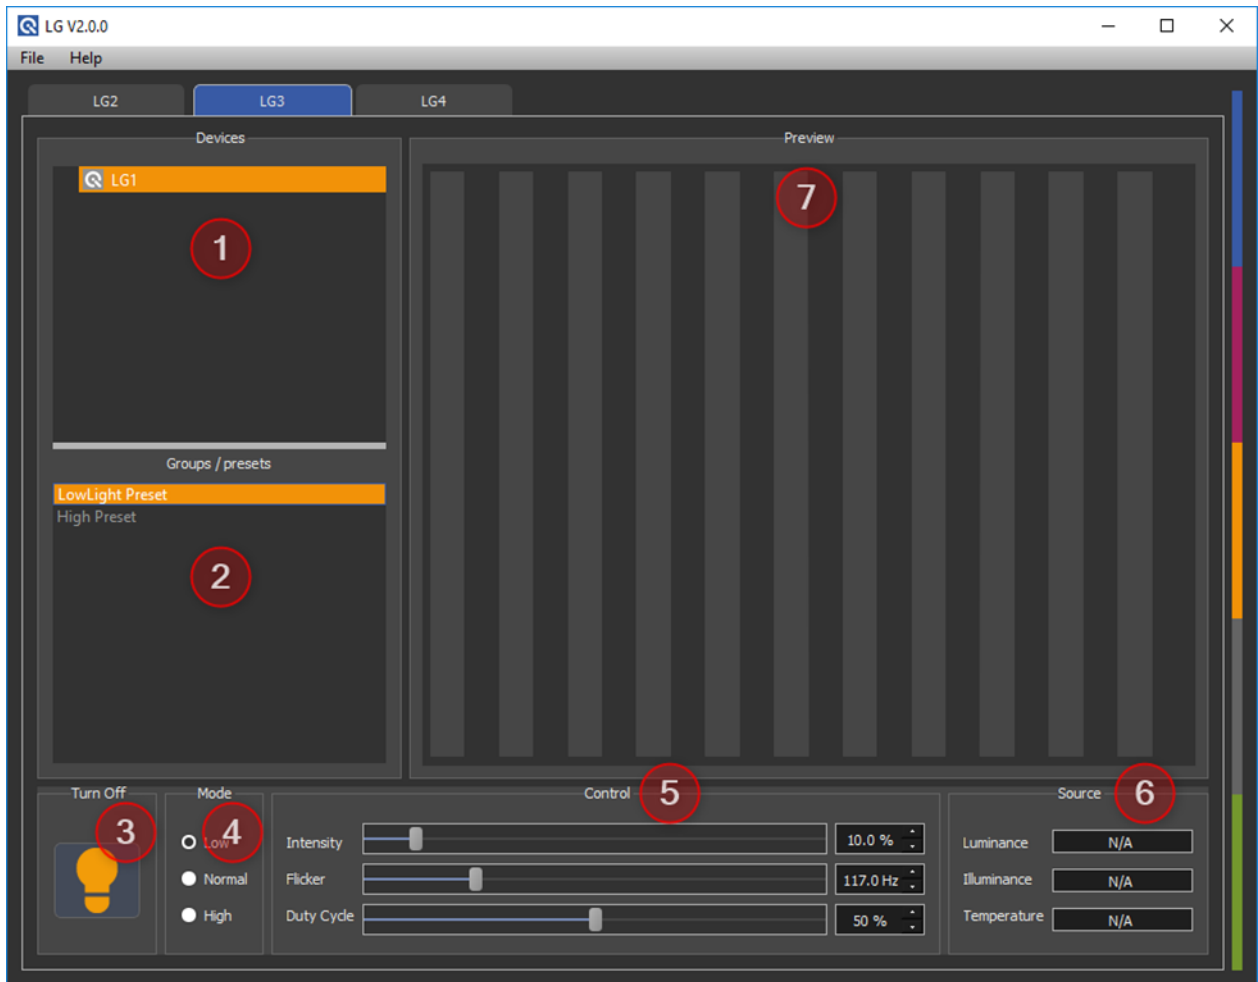 LG V2.0.0
File Help
LG2 LG3 LG4
Devices
LG1
1
Groups / presets
LowLight Preset
High Preset
2
Preview
7
Turn Off
3
Mode
4
Low
Normal
High
Control
5
Intensity 10.0 %
Flicker 117.0 Hz
Duty Cycle 50 %
Source
6
Luminance N/A
Illuminance N/A
Temperature N/A